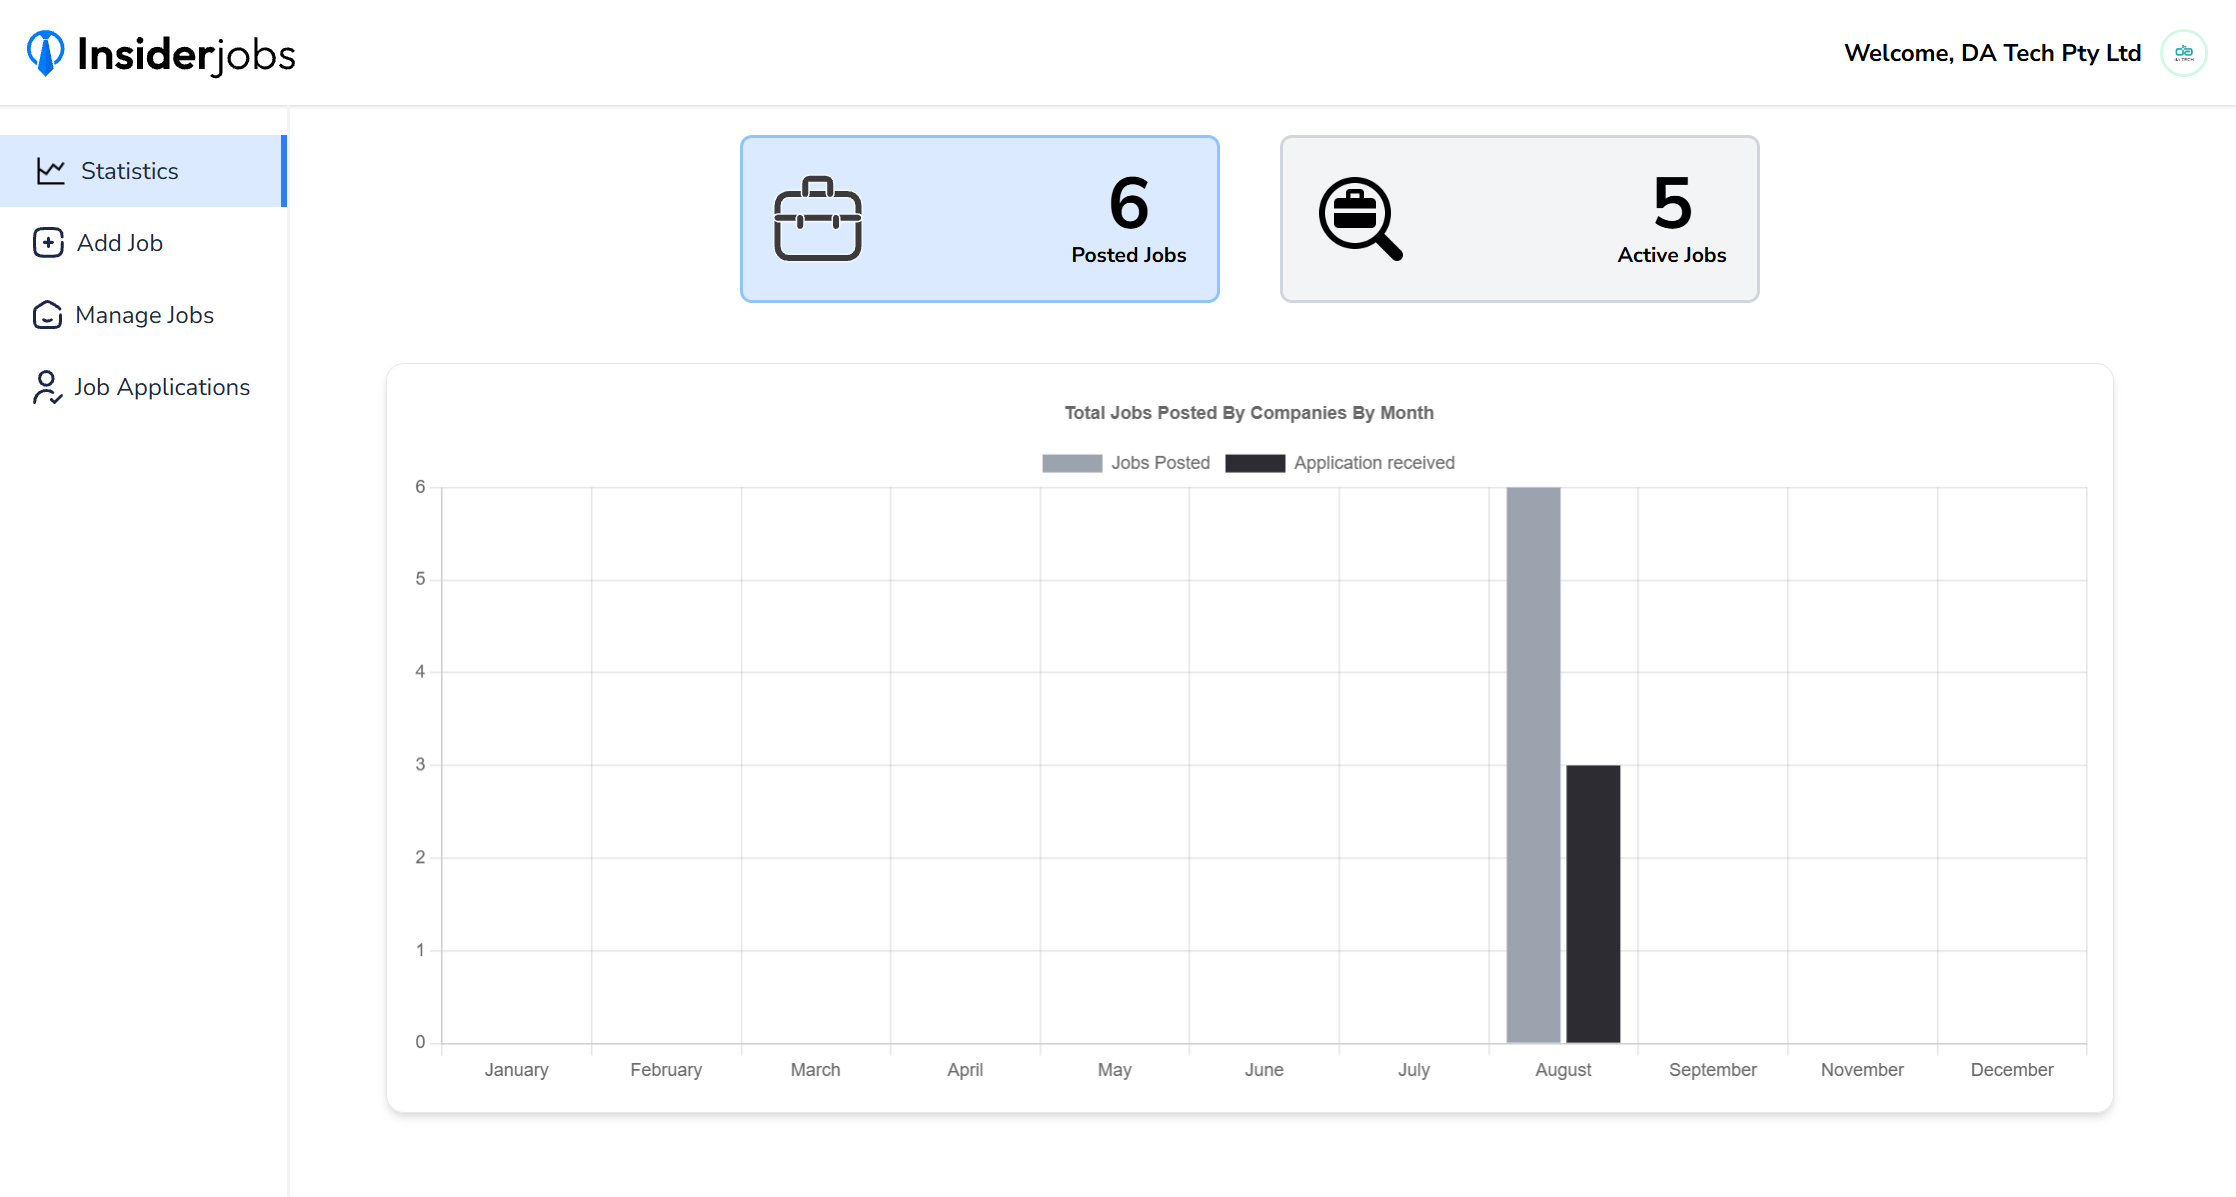 Insiderjobs
Welcome, DA Tech Pty Ltd
Statistics
Add Job
Manage Jobs
Job Applications
6
Posted Jobs
5
Active Jobs
Total Jobs Posted By Companies By Month
Jobs Posted
Application received
6
5
4
3
2
1
0
January February March April May June July August September November December